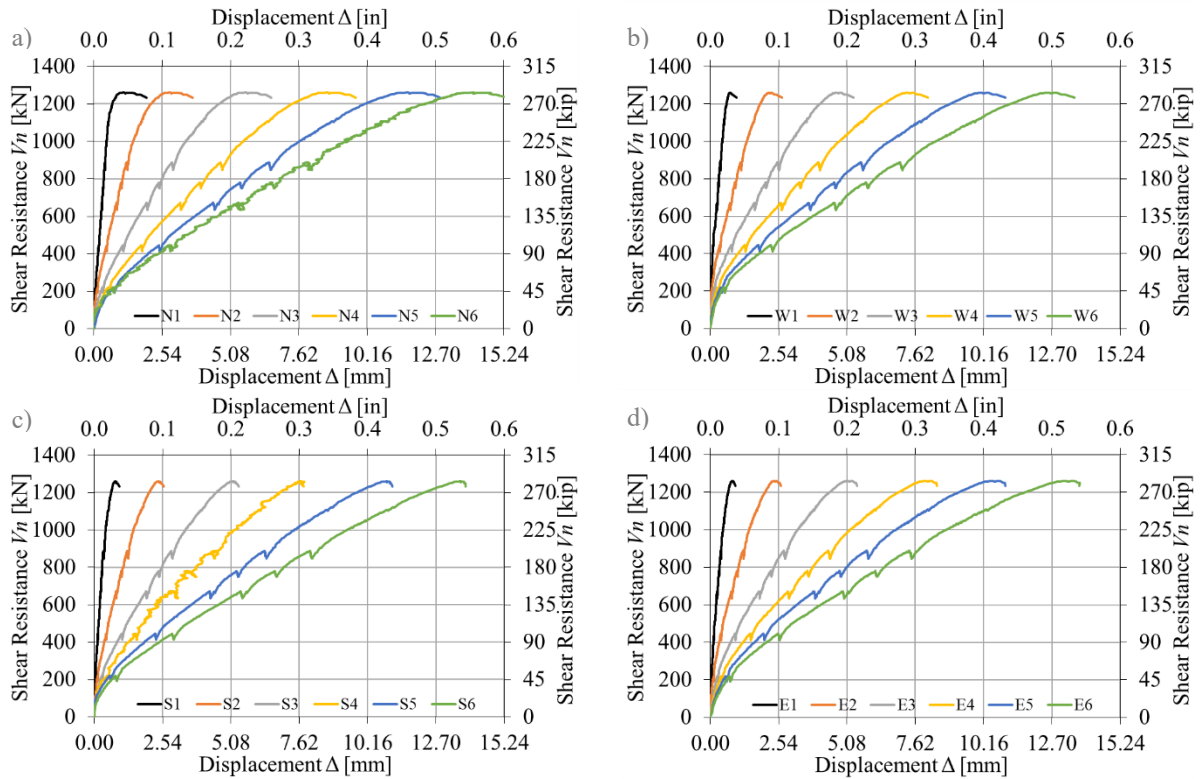 a)
Displacement Δ [in]
0.0 0.1 0.2 0.3 0.4 0.5 0.6
Shear Resistance Vn [kN]
1400
1200
1000
800
600
400
200
0
315
270
225
180
135
90
45
0
Shear Resistance Vn [kip]
N1 N2 N3 N4 N5 N6
0.00 2.54 5.08 7.62 10.16 12.70 15.24
Displacement Δ [mm]
b)
Displacement Δ [in]
0.0 0.1 0.2 0.3 0.4 0.5 0.6
Shear Resistance Vn [kN]
1400
1200
1000
800
600
400
200
0
315
270
225
180
135
90
45
0
Shear Resistance Vn [kip]
W1 W2 W3 W4 W5 W6
0.00 2.54 5.08 7.62 10.16 12.70 15.24
Displacement Δ [mm]
c)
Displacement Δ [in]
0.0 0.1 0.2 0.3 0.4 0.5 0.6
Shear Resistance Vn [kN]
1400
1200
1000
800
600
400
200
0
315
270
225
180
135
90
45
0
Shear Resistance Vn [kip]
S1 S2 S3 S4 S5 S6
0.00 2.54 5.08 7.62 10.16 12.70 15.24
Displacement Δ [mm]
d)
Displacement Δ [in]
0.0 0.1 0.2 0.3 0.4 0.5 0.6
Shear Resistance Vn [kN]
1400
1200
1000
800
600
400
200
0
315
270
225
180
135
90
45
0
Shear Resistance Vn [kip]
E1 E2 E3 E4 E5 E6
0.00 2.54 5.08 7.62 10.16 12.70 15.24
Displacement Δ [mm]